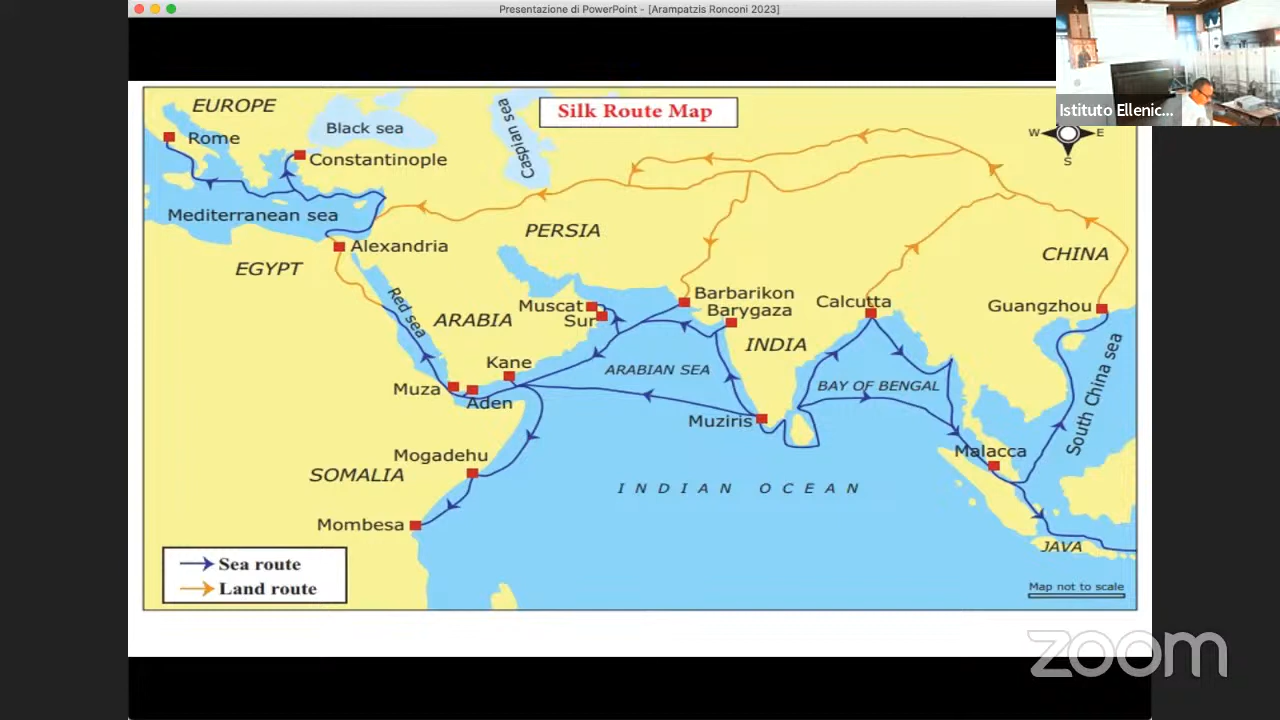 Presentazione di PowerPoint - [Arampatzis Ronconi 2023]
Istituto Ellenic...
Silk Route Map
EUROPE
Black sea
Caspian sea
W E
S
Rome
Constantinople
Mediterranean sea
PERSIA
Alexandria
EGYPT
CHINA
Red sea
Muscat
Sur
ARABIA
Barbarikon
Barygaza
Calcutta
Guangzhou
INDIA
Kane
ARABIAN SEA
BAY OF BENGAL
South China sea
Muza
Aden
Muziris
Mogadehu
Malacca
SOMALIA
INDIAN OCEAN
Mombesa
JAVA
Sea route
Land route
Map not to scale
zoom